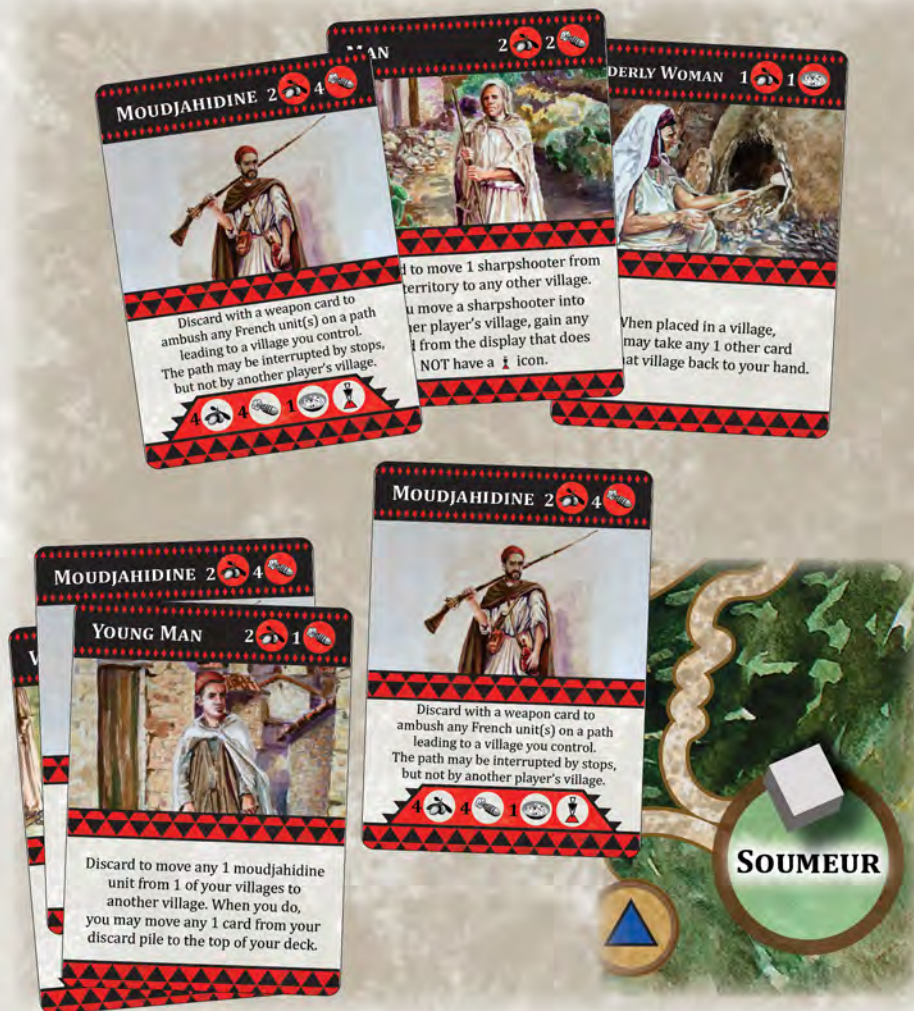 MOUDJAHIDINE 2 4
Discard with a weapon card to
ambush any French unit(s) on a path
leading to a village you control.
The path may be interrupted by stops,
but not by another player's village.
4 4 1
MAN 2 2
to move 1 sharpshooter from
territory to any other village.
move a sharpshooter into
player's village, gain any
from the display that does
NOT have a icon.
WOMAN 1 1
When placed in a village,
may take any 1 other card
village back to your hand.
MOUDJAHIDINE 2 4
YOUNG MAN 2 1
Discard to move any 1 moudjahidine
unit from 1 of your villages to
another village. When you do,
you may move any 1 card from your
discard pile to the top of your deck.
MOUDJAHIDINE 2 4
Discard with a weapon card to
ambush any French unit(s) on a path
leading to a village you control.
The path may be interrupted by stops,
but not by another player's village.
4 4 1
SOUMEUR